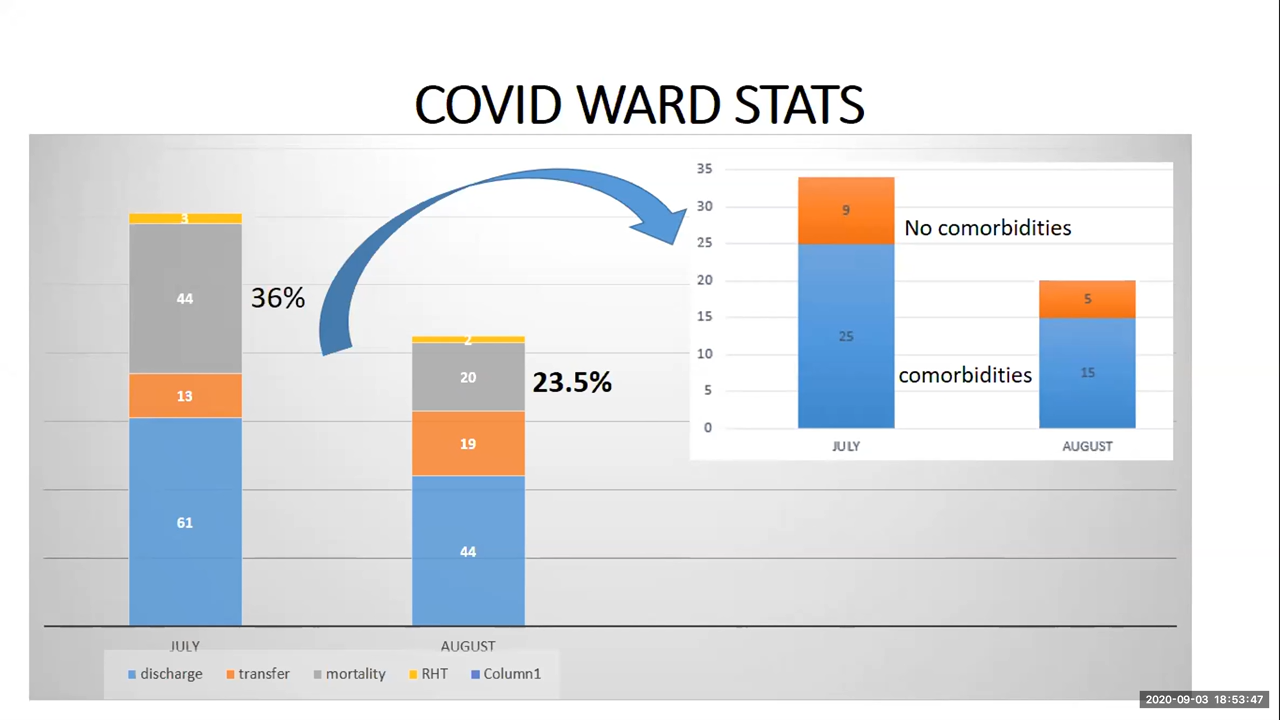 COVID WARD STATS
3
44
36%
13
61
2
20
23.5%
19
44
JULY
AUGUST
discharge transfer mortality RHT Column1
35
30
25
20
15
10
5
0
9
No comorbidities
25
comorbidities
5
15
JULY
AUGUST
2020-09-03 18:53:47